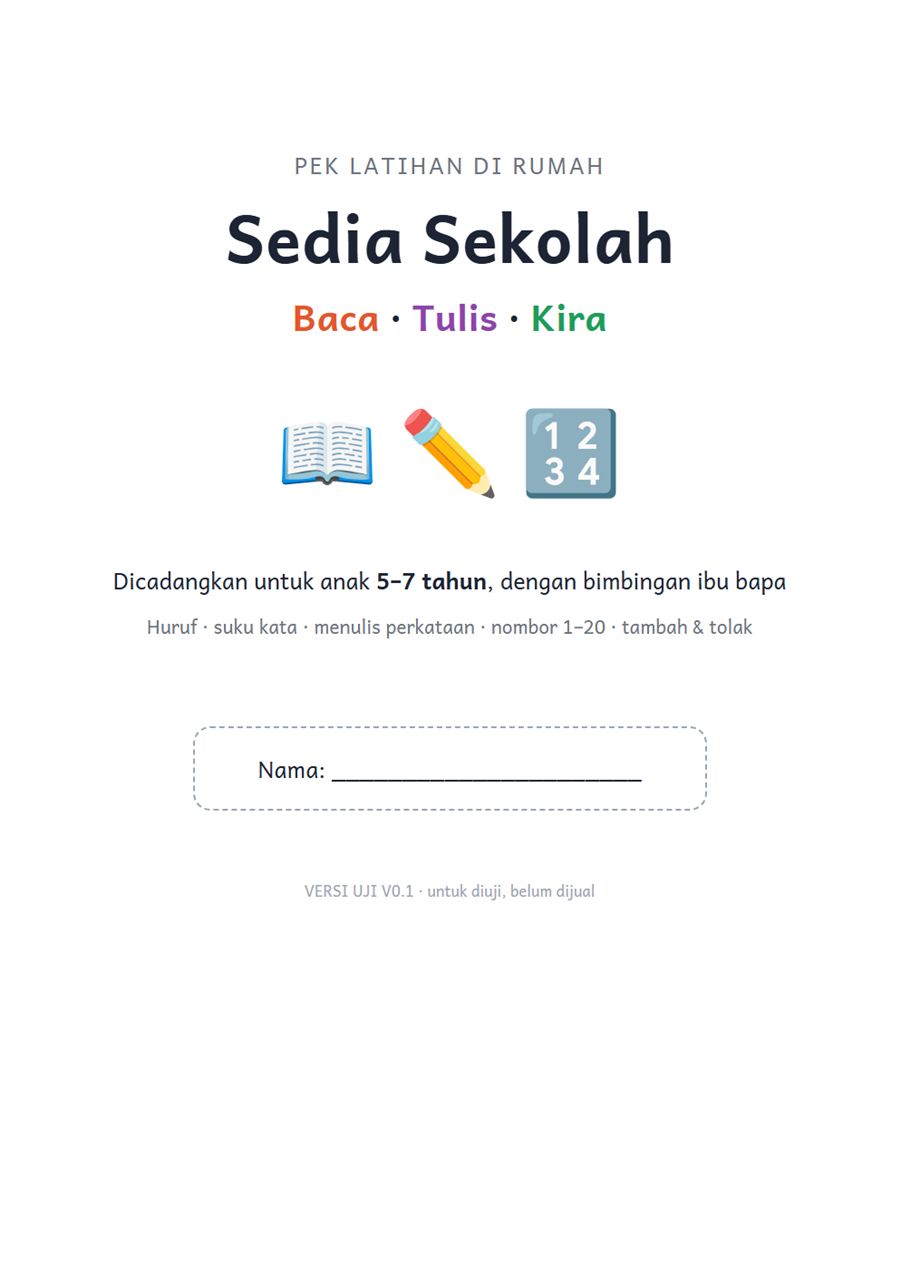 PEK LATIHAN DI RUMAH
Sedia Sekolah
Baca · Tulis · Kira
1 2
3 4
Dicadangkan untuk anak 5–7 tahun, dengan bimbingan ibu bapa
Huruf · suku kata · menulis perkataan · nombor 1–20 · tambah & tolak
Nama: ______________________
VERSI UJI V0.1 · untuk diuji, belum dijual